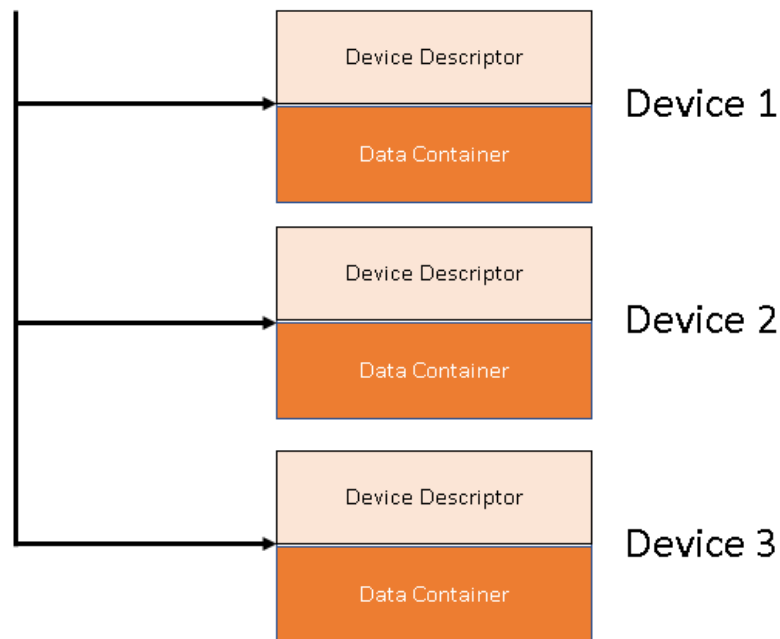 Device Descriptor
Device 1
Data Container
Device Descriptor
Device 2
Data Container
Device Descriptor
Device 3
Data Container